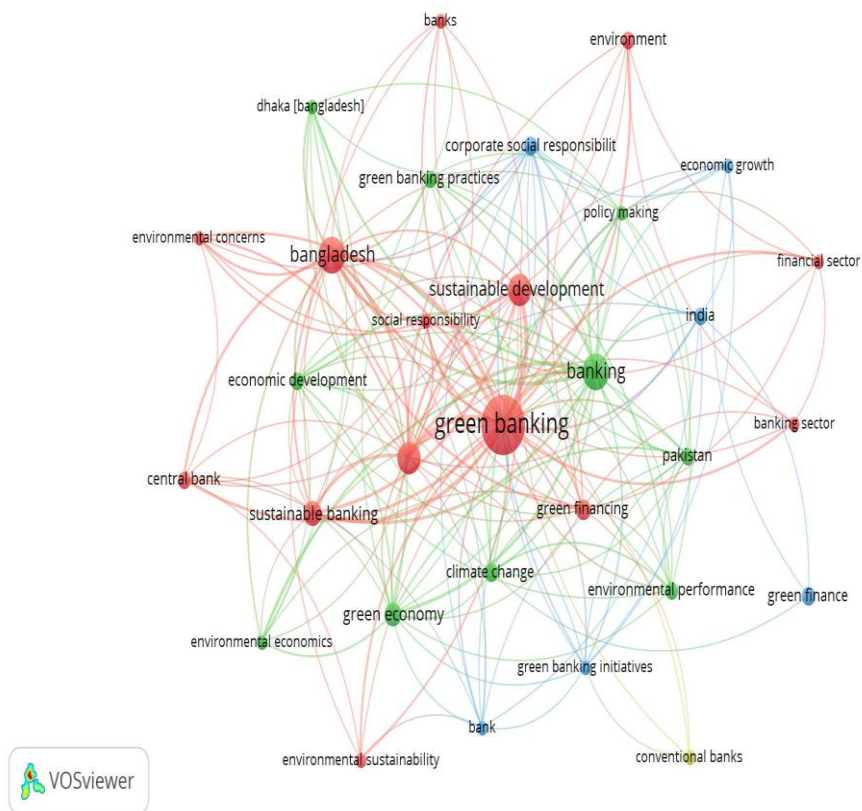 banks
environment
dhaka [bangladesh]
corporate social responsibilit
economic growth
green banking practices
policy making
environmental concerns
bangladesh
financial sector
sustainable development
social responsibility
india
economic development
banking
green banking
banking sector
pakistan
central bank
sustainable banking
green financing
climate change
environmental performance
green finance
green economy
environmental economics
green banking initiatives
bank
environmental sustainability
conventional banks
VOSviewer